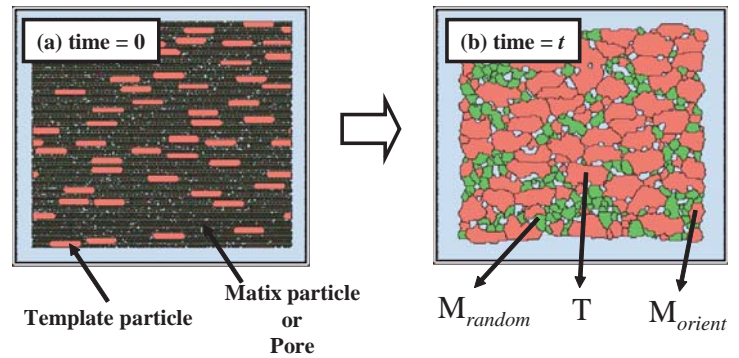 (a) time = 0
(b) time = t
Template particle
Matix particle
or
Pore
M_random
T
M_orient